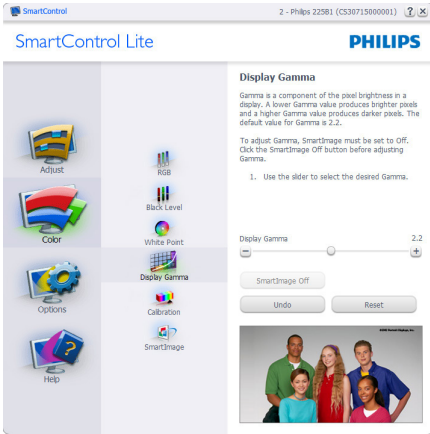 SmartControl
2 - Philips 225B1 (CS30715000001)
SmartControl Lite
PHILIPS
Adjust
Color
Options
Help
RGB
Black Level
White Point
Display Gamma
Calibration
SmartImage
Display Gamma
Gamma is a component of the pixel brightness in a
display. A lower Gamma value produces brighter pixels
and a higher Gamma value produces darker pixels. The
default value for Gamma is 2.2.
To adjust Gamma, SmartImage must be set to Off.
Click the SmartImage Off button before adjusting
Gamma.
1. Use the slider to select the desired Gamma.
Display Gamma 2.2
SmartImage Off
Undo Reset